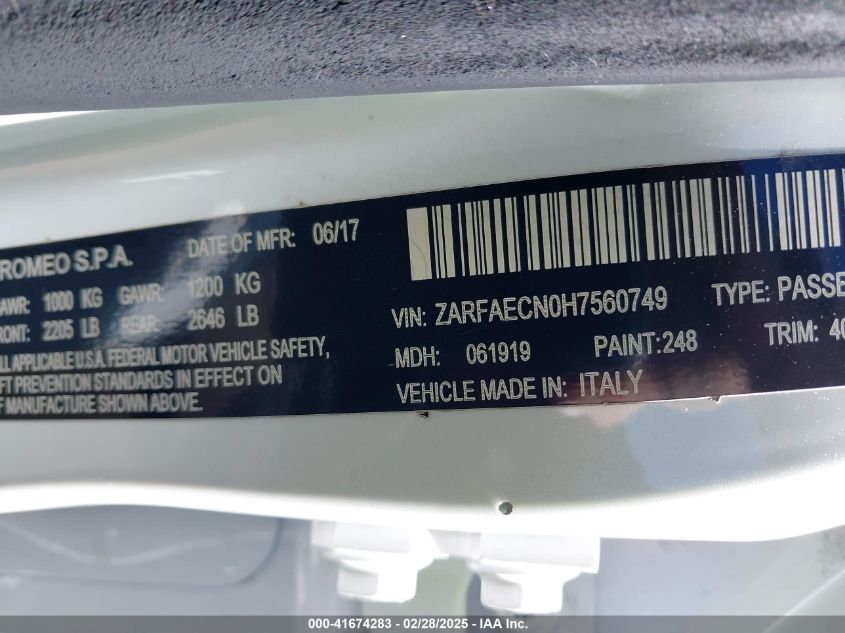 ROMEO S.P.A. DATE OF MFR: 06/17
GAWR: 1000 KG GAWR: 1200 KG
FRONT: 2205 LB REAR: 2646 LB
ALL APPLICABLE U.S.A. FEDERAL MOTOR VEHICLE SAFETY,
PREVENTION STANDARDS IN EFFECT ON
OF MANUFACTURE SHOWN ABOVE.
VIN: ZARFAECN0H7560749 TYPE: PASSE
MDH: 061919 PAINT:248 TRIM: 40
VEHICLE MADE IN: ITALY
000-41674283 - 02/28/2025 - IAA Inc.